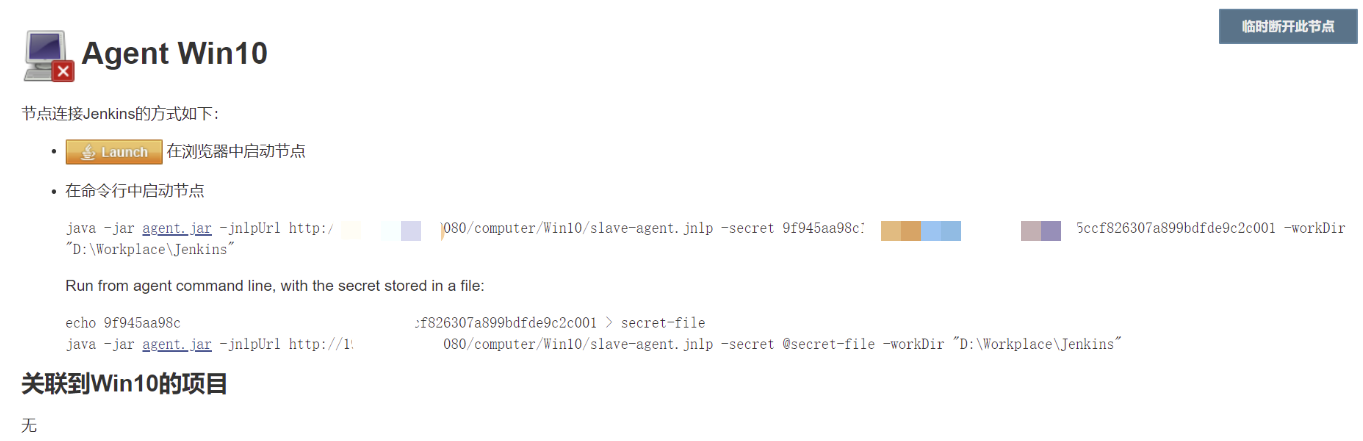 临时断开此节点
Agent Win10
节点连接Jenkins的方式如下:
Launch 在浏览器中启动节点
在命令行中启动节点
java -jar agent.jar -jnlpUrl http:/ 080/computer/Win10/slave-agent.jnlp -secret 9f945aa98c 5ccf826307a899bdfde9c2c001 -workDir
"D:\Workplace\Jenkins"
Run from agent command line, with the secret stored in a file:
echo 9f945aa98c cf826307a899bdfde9c2c001 > secret-file
java -jar agent.jar -jnlpUrl http://1 080/computer/Win10/slave-agent.jnlp -secret @secret-file -workDir "D:\Workplace\Jenkins"
关联到Win10的项目
无